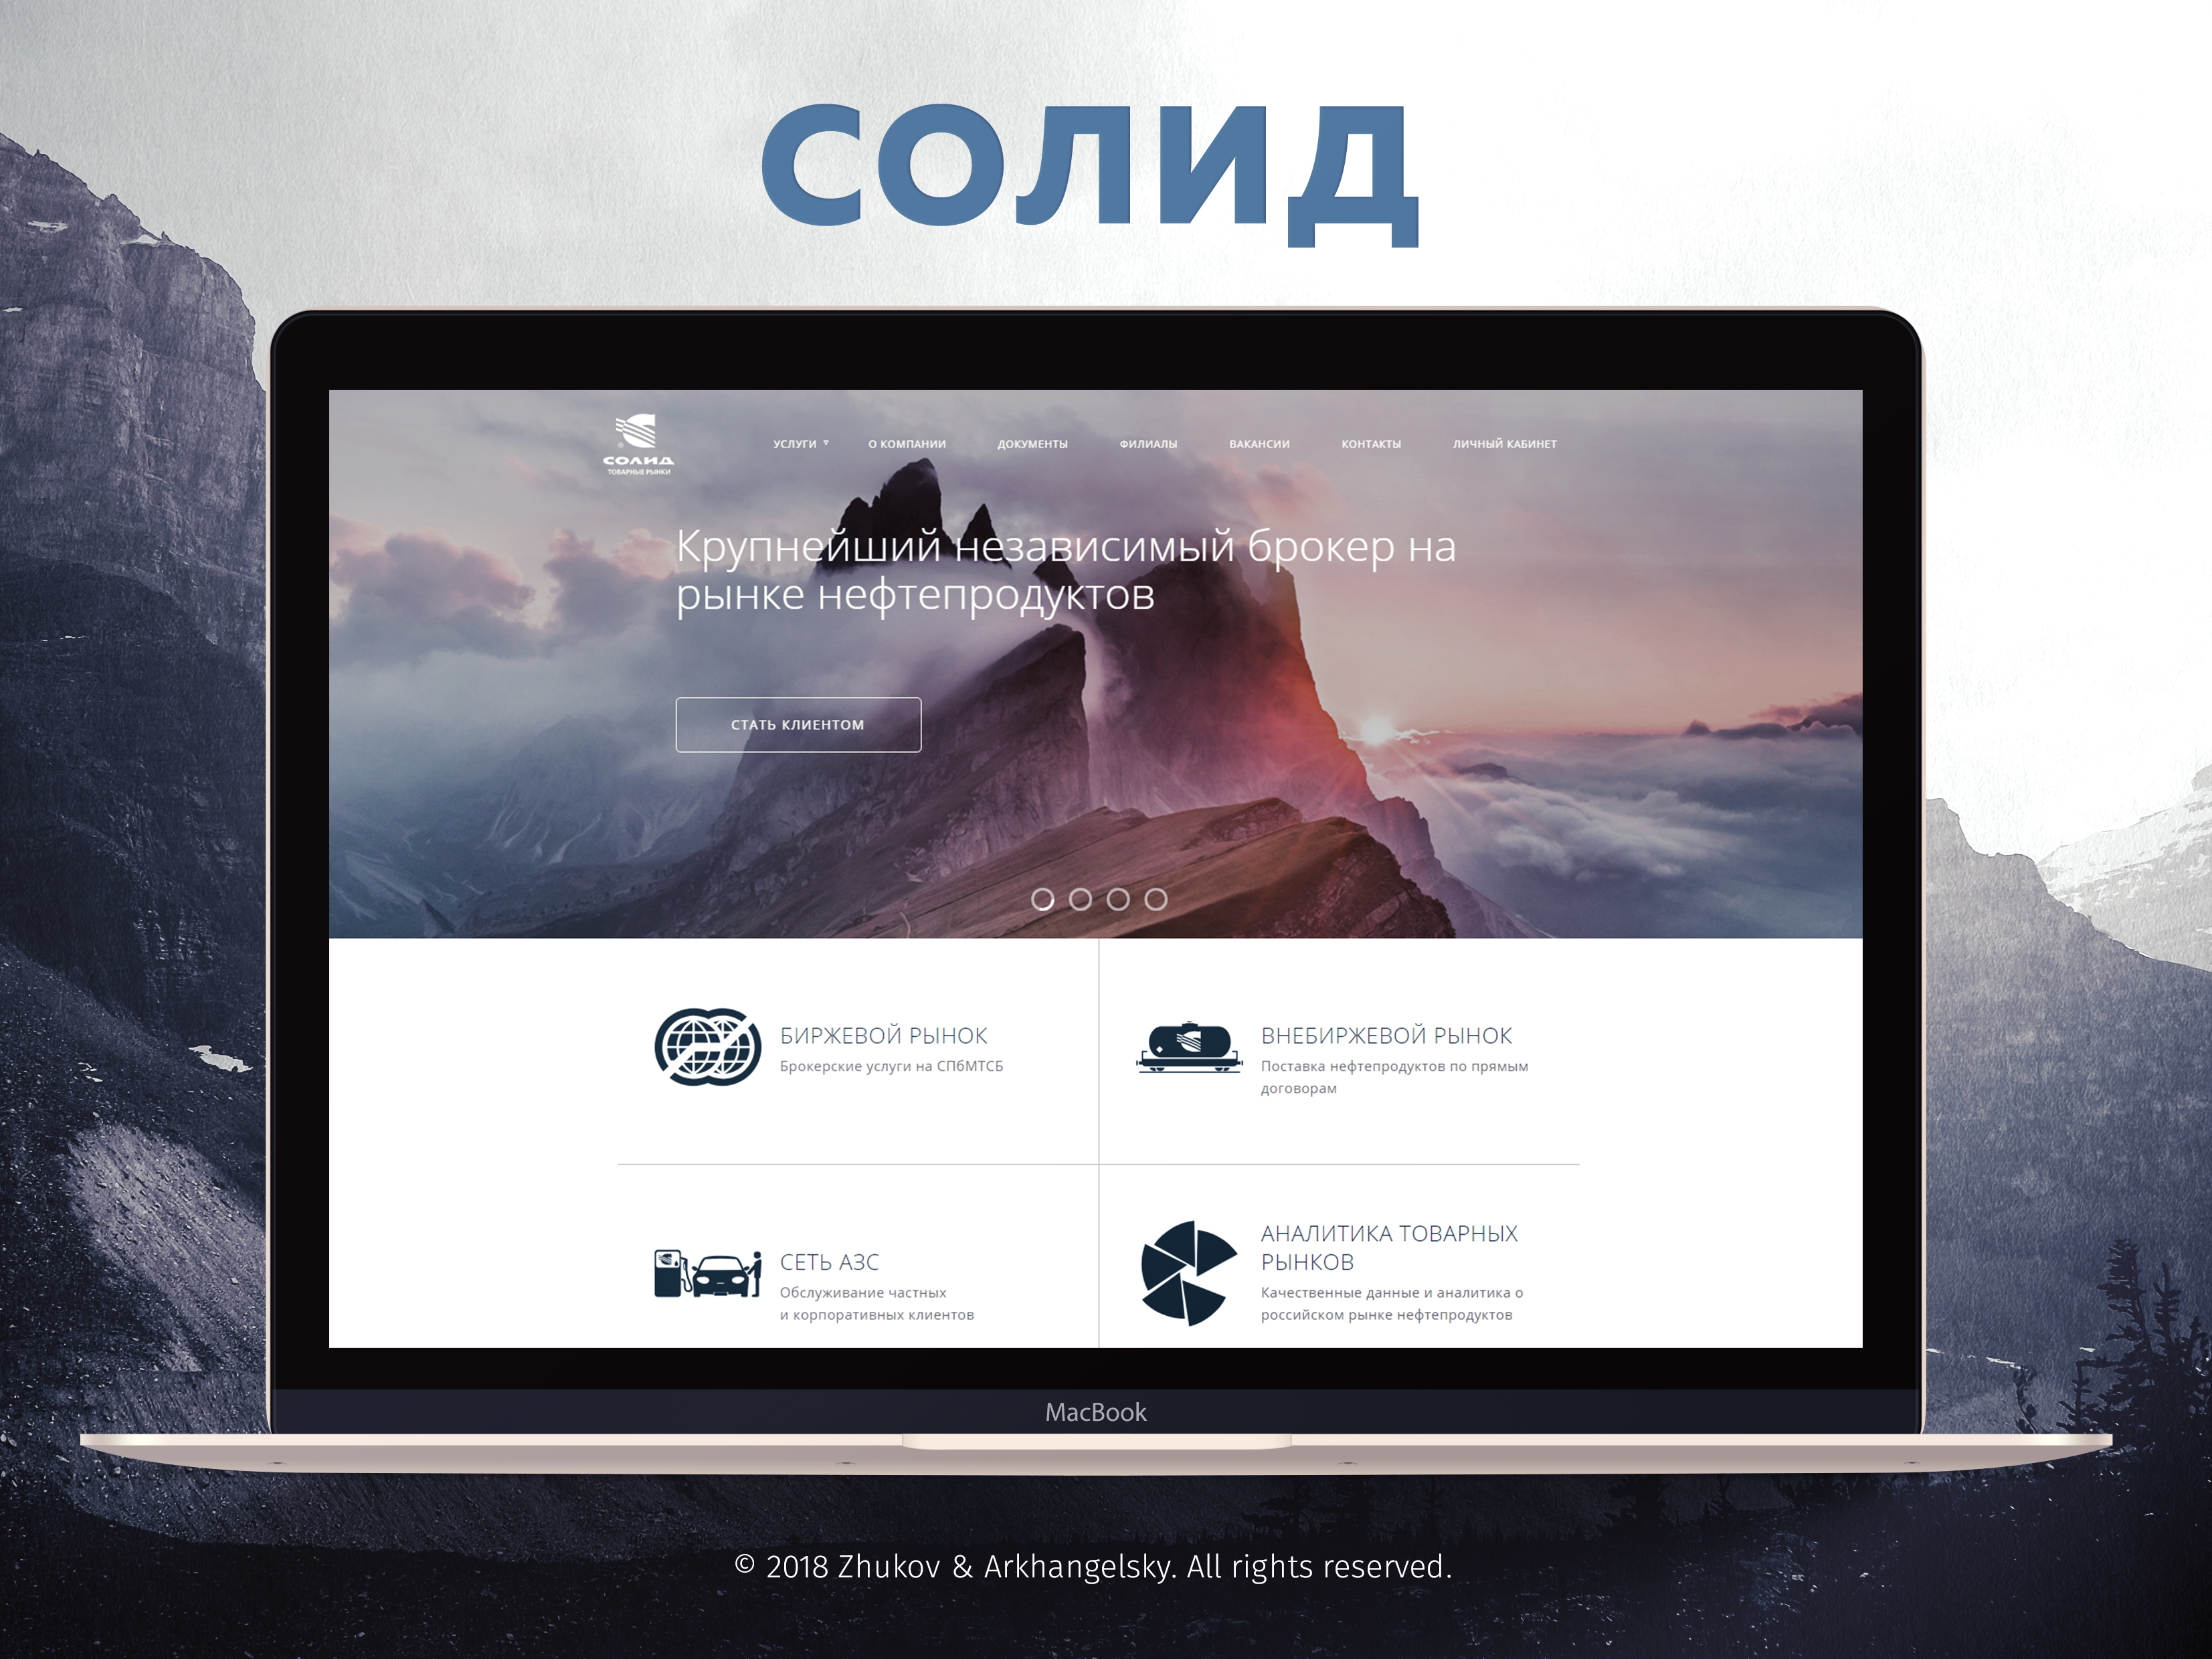 СОЛИД
СОЛИД
ТОВАРНЫЕ РЫНКИ
УСЛУГИ
О КОМПАНИИ
ДОКУМЕНТЫ
ФИЛИАЛЫ
ВАКАНСИИ
КОНТАКТЫ
ЛИЧНЫЙ КАБИНЕТ
Крупнейший независимый брокер на
рынке нефтепродуктов
СТАТЬ КЛИЕНТОМ
БИРЖЕВОЙ РЫНОК
Брокерские услуги на СПбМТСБ
ВНЕБИРЖЕВОЙ РЫНОК
Поставка нефтепродуктов по прямым
договорам
СЕТЬ АЗС
Обслуживание частных
и корпоративных клиентов
АНАЛИТИКА ТОВАРНЫХ
РЫНКОВ
Качественные данные и аналитика о
российском рынке нефтепродуктов
MacBook
© 2018 Zhukov & Arkhangelsky. All rights reserved.